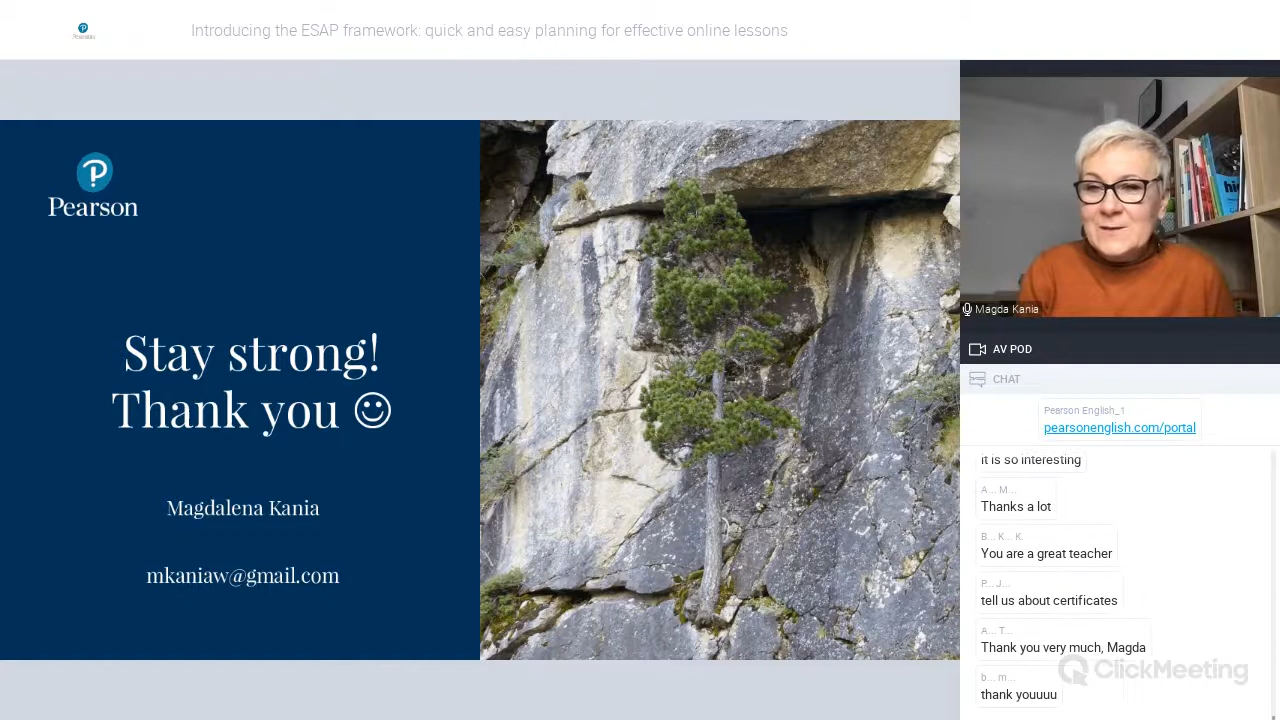 Pearson
Introducing the ESAP framework: quick and easy planning for effective online lessons
Pearson
Stay strong!
Thank you ☺
Magdalena Kania
mkaniaw@gmail.com
hi
Magda Kania
AV POD
CHAT
Pearson English_1
pearsonenglish.com/portal
it is so interesting
A... M...
Thanks a lot
B... K... K.
You are a great teacher
P... J...
tell us about certificates
A... T...
Thank you very much, Magda
ClickMeeting
b... m...
thank youuuu